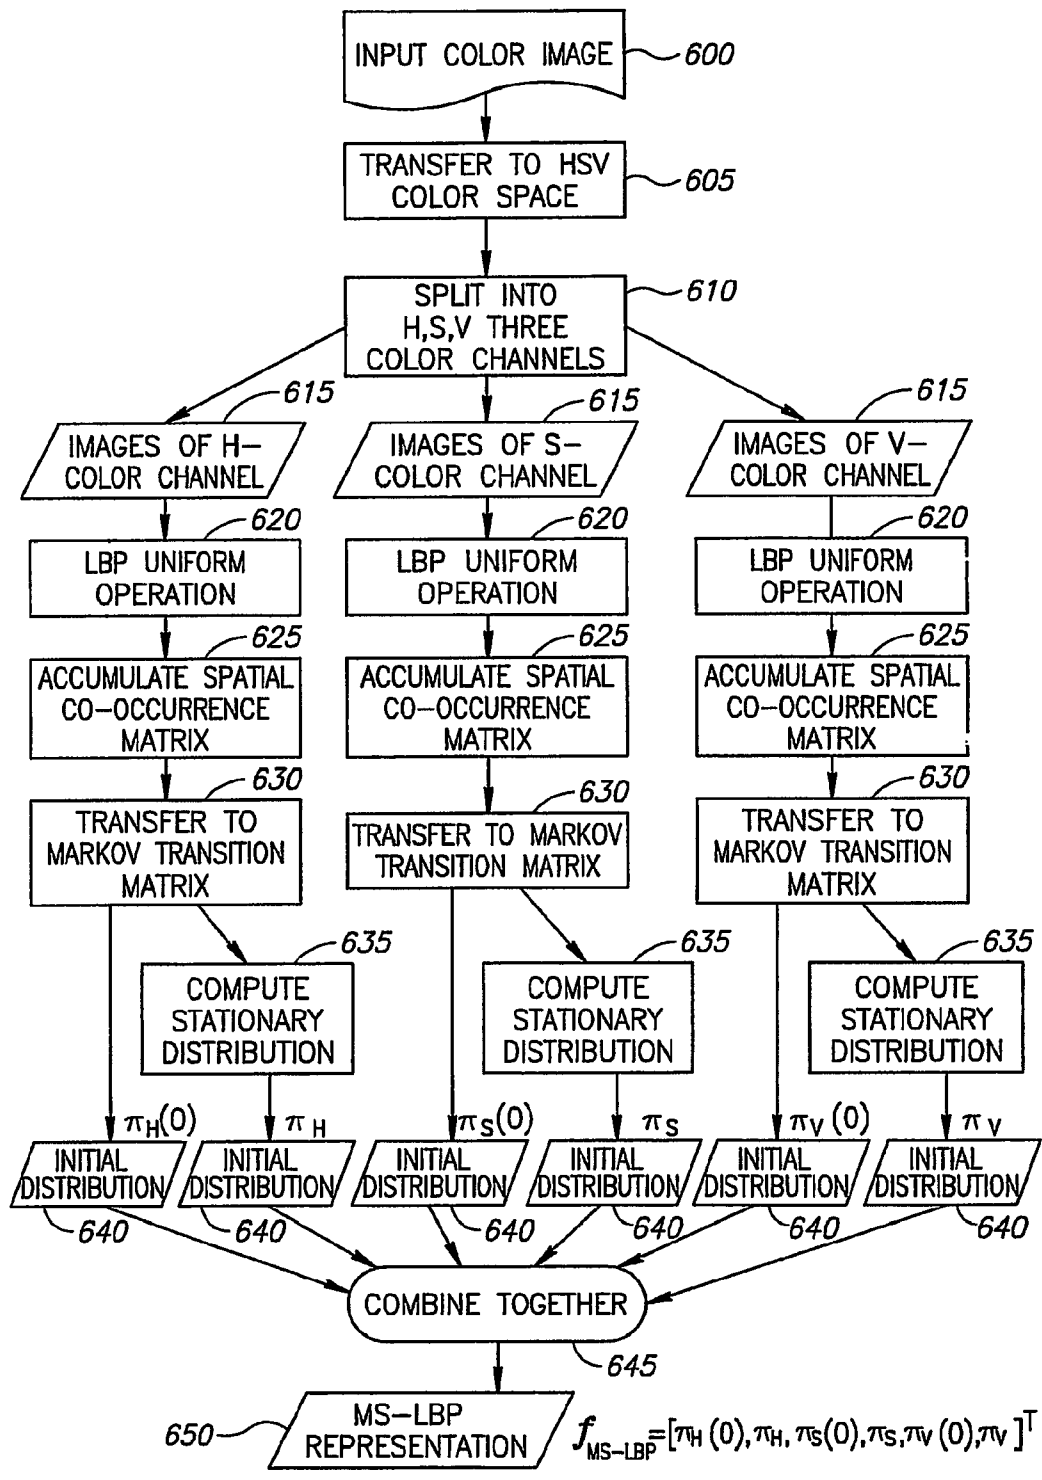 INPUT COLOR IMAGE
600
TRANSFER TO HSV
COLOR SPACE
605
SPLIT INTO
H,S,V THREE
COLOR CHANNELS
610
615
615
615
IMAGES OF H-
COLOR CHANNEL
IMAGES OF S-
COLOR CHANNEL
IMAGES OF V-
COLOR CHANNEL
620
620
620
LBP UNIFORM
OPERATION
LBP UNIFORM
OPERATION
LBP UNIFORM
OPERATION
625
625
625
ACCUMULATE SPATIAL
CO-OCCURRENCE
MATRIX
ACCUMULATE SPATIAL
CO-OCCURRENCE
MATRIX
ACCUMULATE SPATIAL
CO-OCCURRENCE
MATRIX
630
630
630
TRANSFER TO
MARKOV TRANSITION
MATRIX
TRANSFER TO MARKOV
TRANSITION MATRIX
TRANSFER TO
MARKOV TRANSITION
MATRIX
635
635
635
COMPUTE
STATIONARY
DISTRIBUTION
COMPUTE
STATIONARY
DISTRIBUTION
COMPUTE
STATIONARY
DISTRIBUTION
πH(0)
πH
πS(0)
πS
πV(0)
πV
INITIAL
DISTRIBUTION
INITIAL
DISTRIBUTION
INITIAL
DISTRIBUTION
INITIAL
DISTRIBUTION
INITIAL
DISTRIBUTION
INITIAL
DISTRIBUTION
640
640
640
640
640
640
COMBINE TOGETHER
645
650
MS-LBP
REPRESENTATION
fMS-LBP=[πH(0),πH,πS(0),πS,πV(0),πV]T